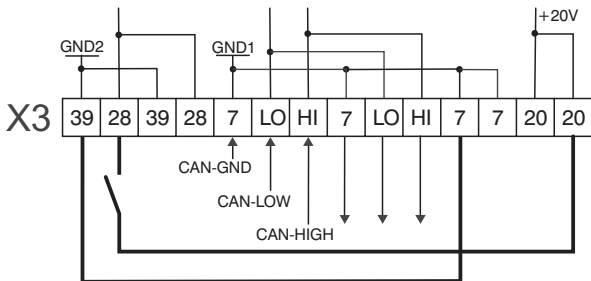 +20V
GND2 GND1
X3 39 28 39 28 7 LO HI 7 LO HI 7 7 20 20
CAN-GND
CAN-LOW
CAN-HIGH